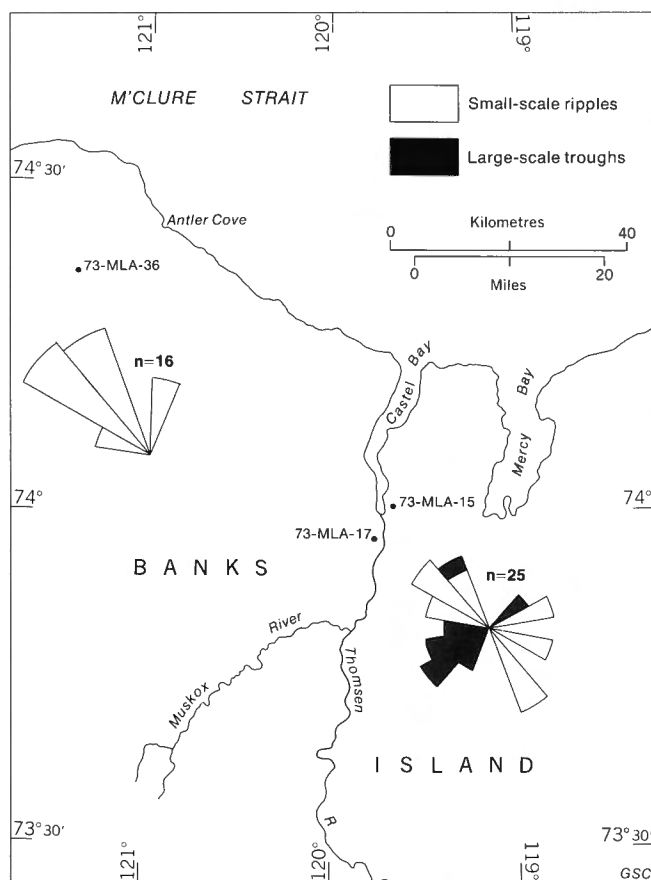 121°
120°
119°
M'CLURE STRAIT
Small-scale ripples
Large-scale troughs
74°30'
Antler Cove
Kilometres
0 40
0 20
Miles
73-MLA-36
n=16
Castel Bay
Mercy Bay
74°
74°
73-MLA-15
73-MLA-17
BANKS
n=25
Muskox River
Thomsen R
ISLAND
73°30'
73°30'
121°
120°
119°
GSC